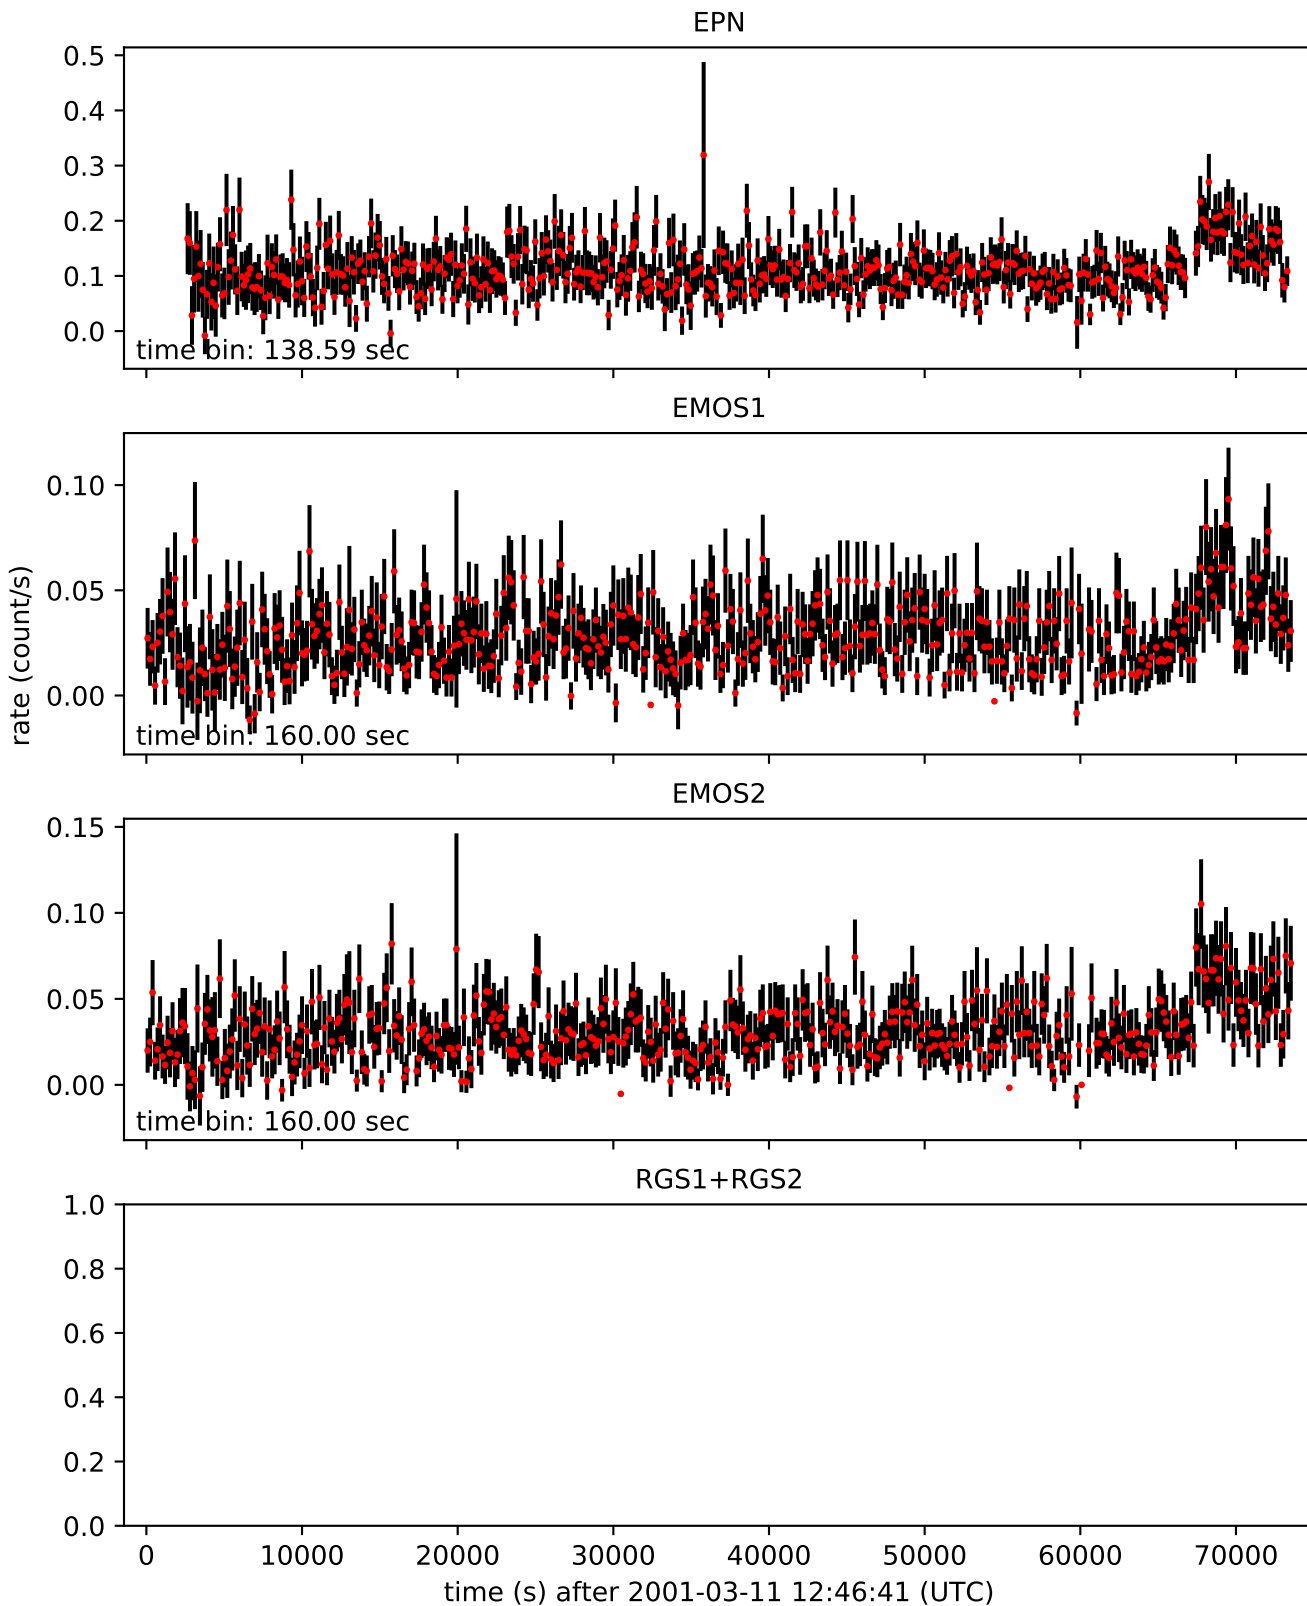 EPN
0.5
0.4
0.3
0.2
0.1
0.0
time bin: 138.59 sec
EMOS1
0.10
0.05
0.00
time bin: 160.00 sec
rate (count/s)
EMOS2
0.15
0.10
0.05
0.00
time bin: 160.00 sec
RGS1+RGS2
1.0
0.8
0.6
0.4
0.2
0.0
0 10000 20000 30000 40000 50000 60000 70000
time (s) after 2001-03-11 12:46:41 (UTC)